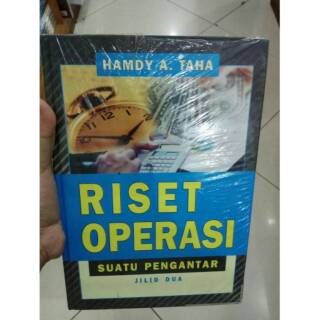 HAMDY A. TAHA
RISET
OPERASI
SUATU PENGANTAR
JILID DUA